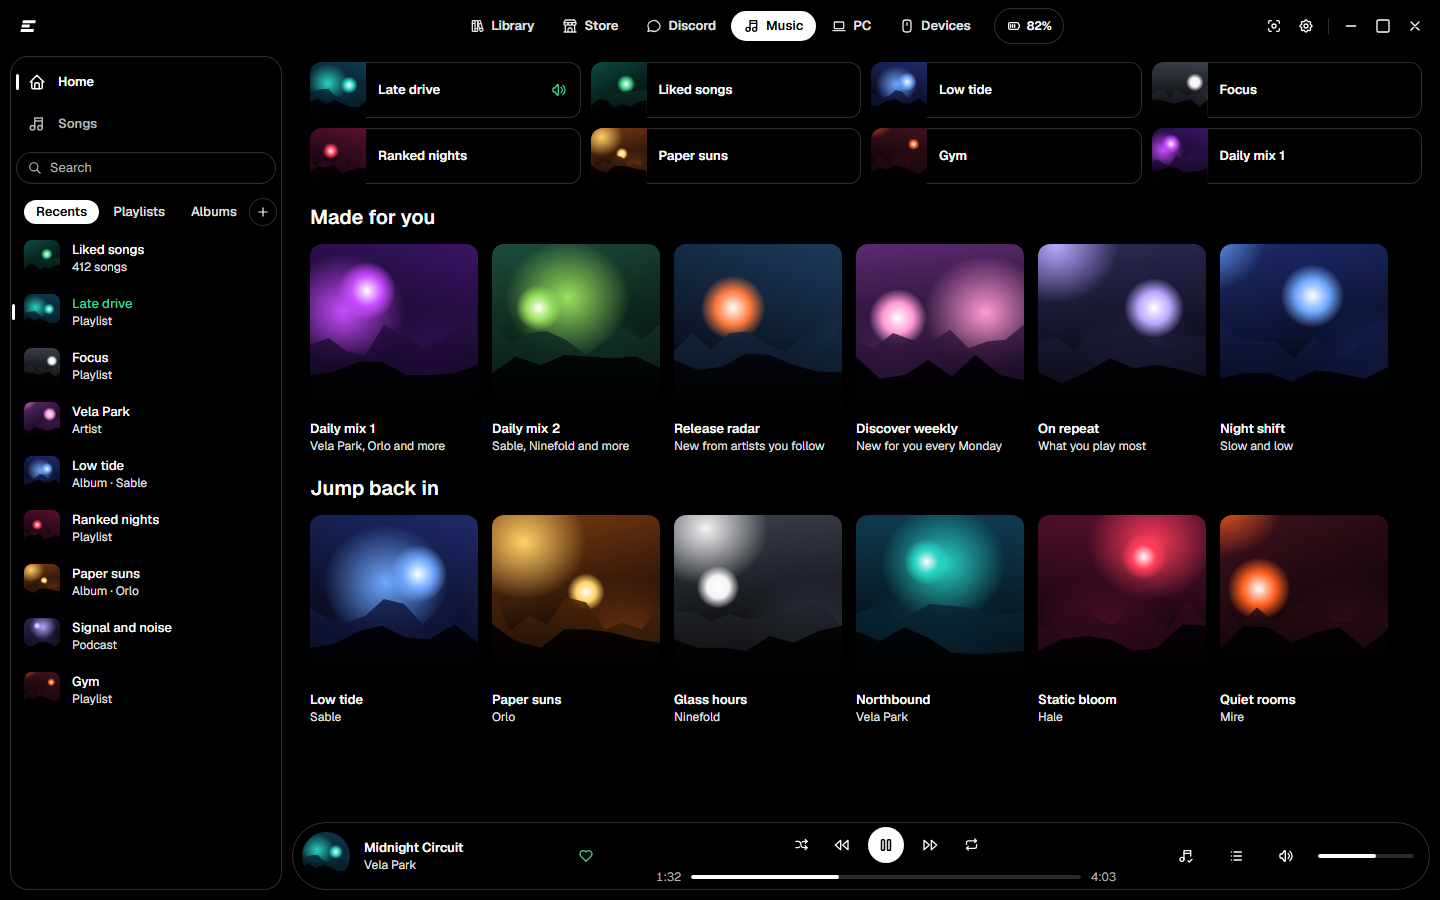 Library
Store
Discord
Music
PC
Devices
82%
Home
Songs
Search
Recents
Playlists
Albums
Liked songs
412 songs
Late drive
Playlist
Focus
Playlist
Vela Park
Artist
Low tide
Album · Sable
Ranked nights
Playlist
Paper suns
Album · Orlo
Signal and noise
Podcast
Gym
Playlist
Late drive
Liked songs
Low tide
Focus
Ranked nights
Paper suns
Gym
Daily mix 1
Made for you
Daily mix 1
Vela Park, Orlo and more
Daily mix 2
Sable, Ninefold and more
Release radar
New from artists you follow
Discover weekly
New for you every Monday
On repeat
What you play most
Night shift
Slow and low
Jump back in
Low tide
Sable
Paper suns
Orlo
Glass hours
Ninefold
Northbound
Vela Park
Static bloom
Hale
Quiet rooms
Mire
Midnight Circuit
Vela Park
1:32
4:03